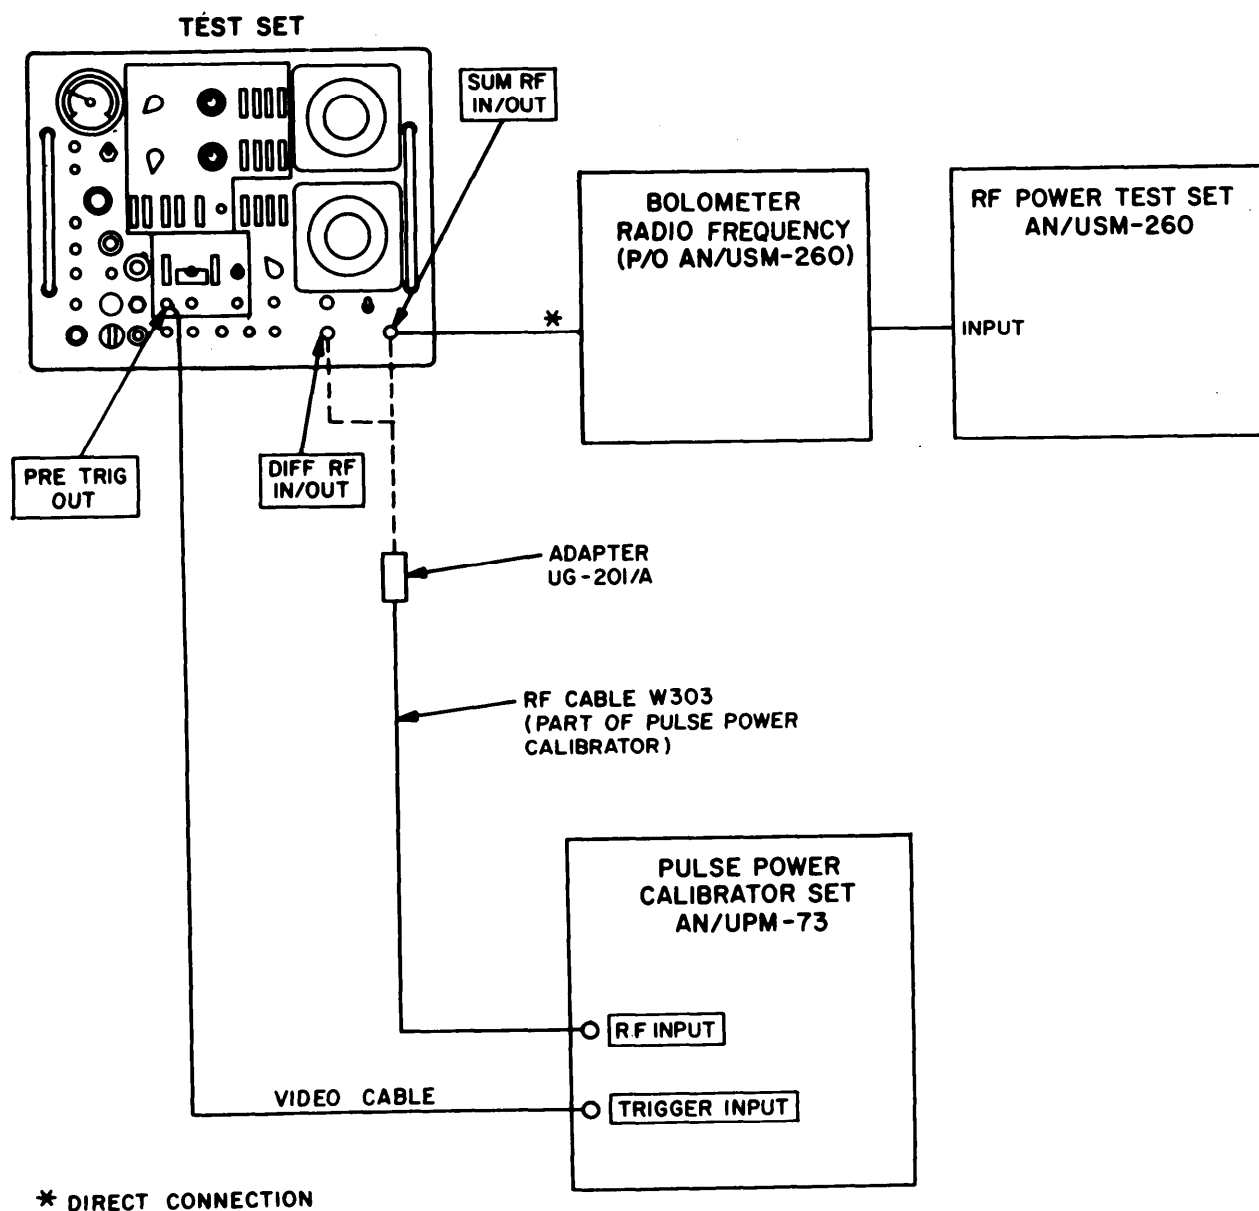 TEST SET
SUM RF
IN/OUT
BOLOMETER
RADIO FREQUENCY
(P/O AN/USM-260)
RF POWER TEST SET
AN/USM-260
*
INPUT
PRE TRIG
OUT
DIFF RF
IN/OUT
ADAPTER
UG-201/A
RF CABLE W303
(PART OF PULSE POWER
CALIBRATOR)
PULSE POWER
CALIBRATOR SET
AN/UPM-73
R.F INPUT
VIDEO CABLE
TRIGGER INPUT
* DIRECT CONNECTION